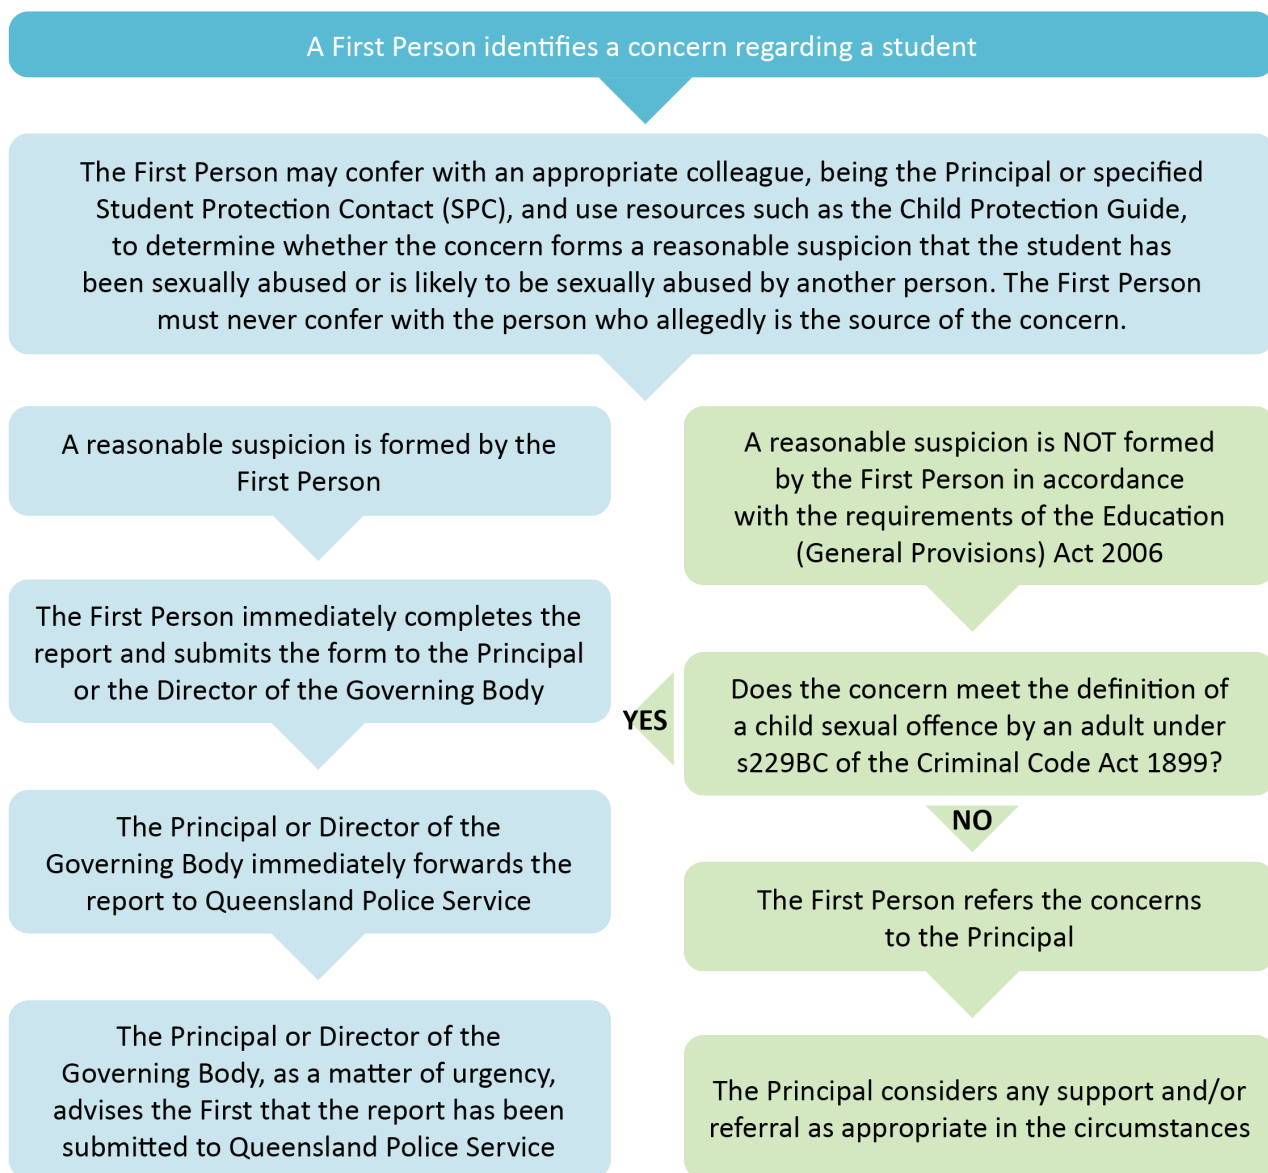 A First Person identifies a concern regarding a student
The First Person may confer with an appropriate colleague, being the Principal or specified
Student Protection Contact (SPC), and use resources such as the Child Protection Guide,
to determine whether the concern forms a reasonable suspicion that the student has
been sexually abused or is likely to be sexually abused by another person. The First Person
must never confer with the person who allegedly is the source of the concern.
A reasonable suspicion is formed by the
First Person
The First Person immediately completes the
report and submits the form to the Principal
or the Director of the Governing Body
The Principal or Director of the
Governing Body immediately forwards the
report to Queensland Police Service
The Principal or Director of the
Governing Body, as a matter of urgency,
advises the First that the report has been
submitted to Queensland Police Service
A reasonable suspicion is NOT formed
by the First Person in accordance
with the requirements of the Education
(General Provisions) Act 2006
Does the concern meet the definition of
a child sexual offence by an adult under
s229BC of the Criminal Code Act 1899?
YES
NO
The First Person refers the concerns
to the Principal
The Principal considers any support and/or
referral as appropriate in the circumstances